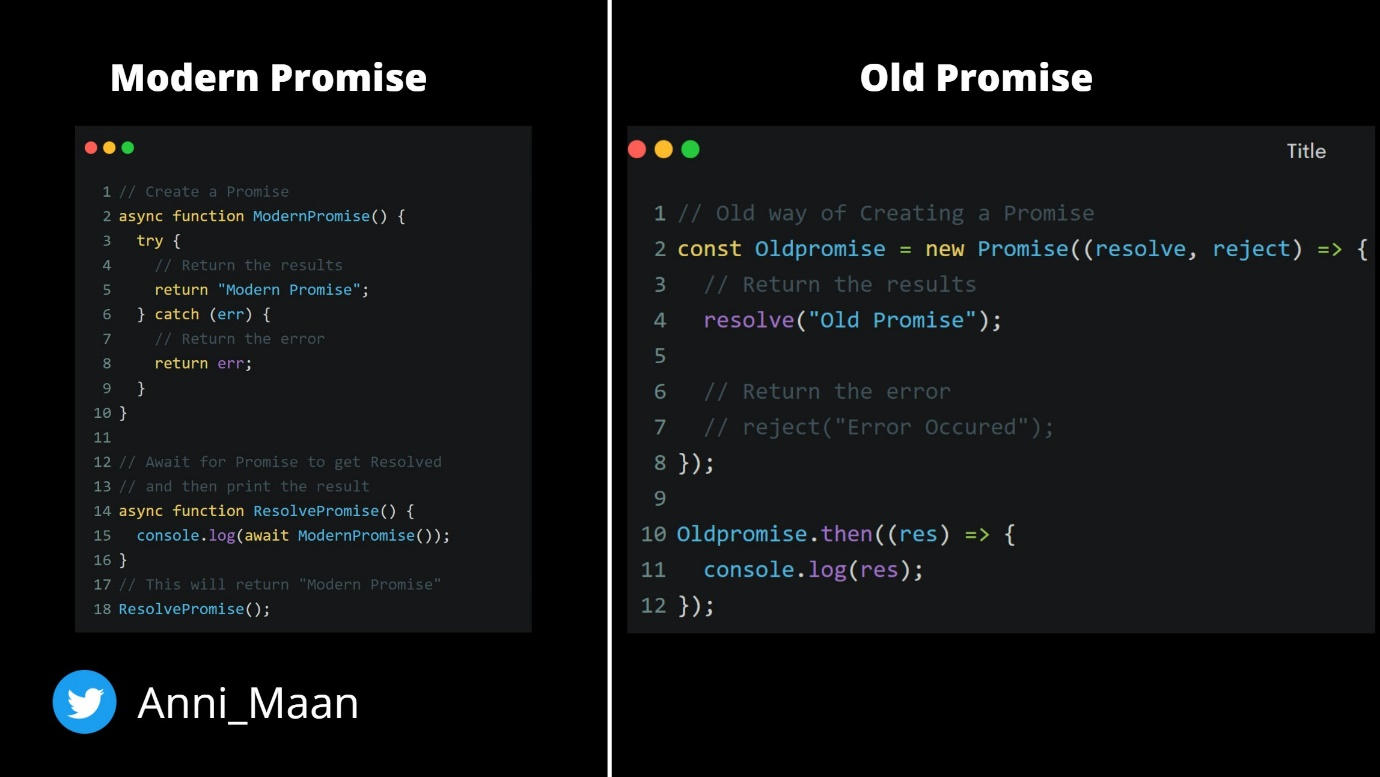 Modern Promise
1 // Create a Promise
2 async function ModernPromise() {
3   try {
4     // Return the results
5     return "Modern Promise";
6   } catch (err) {
7     // Return the error
8     return err;
9   }
10 }
11
12 // Await for Promise to get Resolved
13 // and then print the result
14 async function ResolvePromise() {
15   console.log(await ModernPromise());
16 }
17 // This will return "Modern Promise"
18 ResolvePromise();
Anni_Maan
Old Promise
Title
1 // Old way of Creating a Promise
2 const Oldpromise = new Promise((resolve, reject) => {
3   // Return the results
4   resolve("Old Promise");
5
6   // Return the error
7   // reject("Error Occured");
8 });
9
10 Oldpromise.then((res) => {
11   console.log(res);
12 });